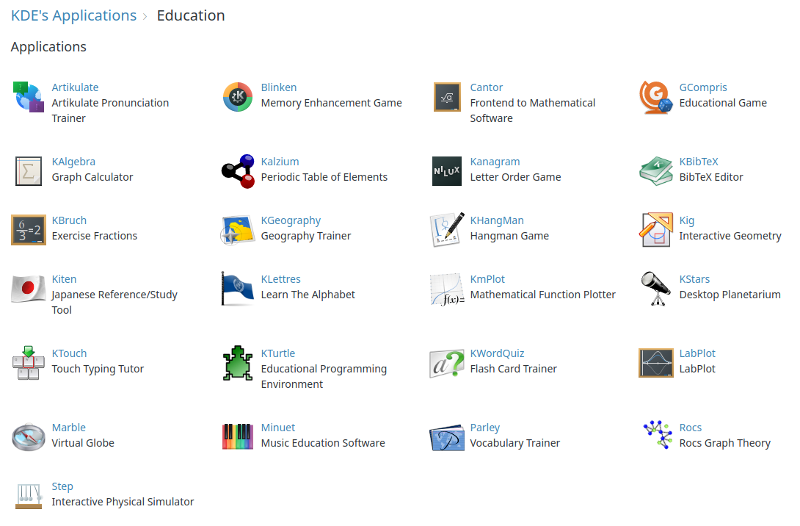 KDE's Applications › Education
Applications
Artikulate
Artikulate Pronunciation
Trainer
Blinken
Memory Enhancement Game
Cantor
Frontend to Mathematical
Software
GCompris
Educational Game
KAlgebra
Graph Calculator
Kalzium
Periodic Table of Elements
NILUX
Kanagram
Letter Order Game
KBibTeX
BibTeX Editor
6/3=2
KBruch
Exercise Fractions
KGeography
Geography Trainer
KHangMan
Hangman Game
Kig
Interactive Geometry
Kiten
Japanese Reference/Study
Tool
KLettres
Learn The Alphabet
f(x)=
KmPlot
Mathematical Function Plotter
KStars
Desktop Planetarium
KTouch
Touch Typing Tutor
KTurtle
Educational Programming
Environment
a?
KWordQuiz
Flash Card Trainer
LabPlot
LabPlot
Marble
Virtual Globe
Minuet
Music Education Software
Parley
Vocabulary Trainer
Rocs
Rocs Graph Theory
Step
Interactive Physical Simulator